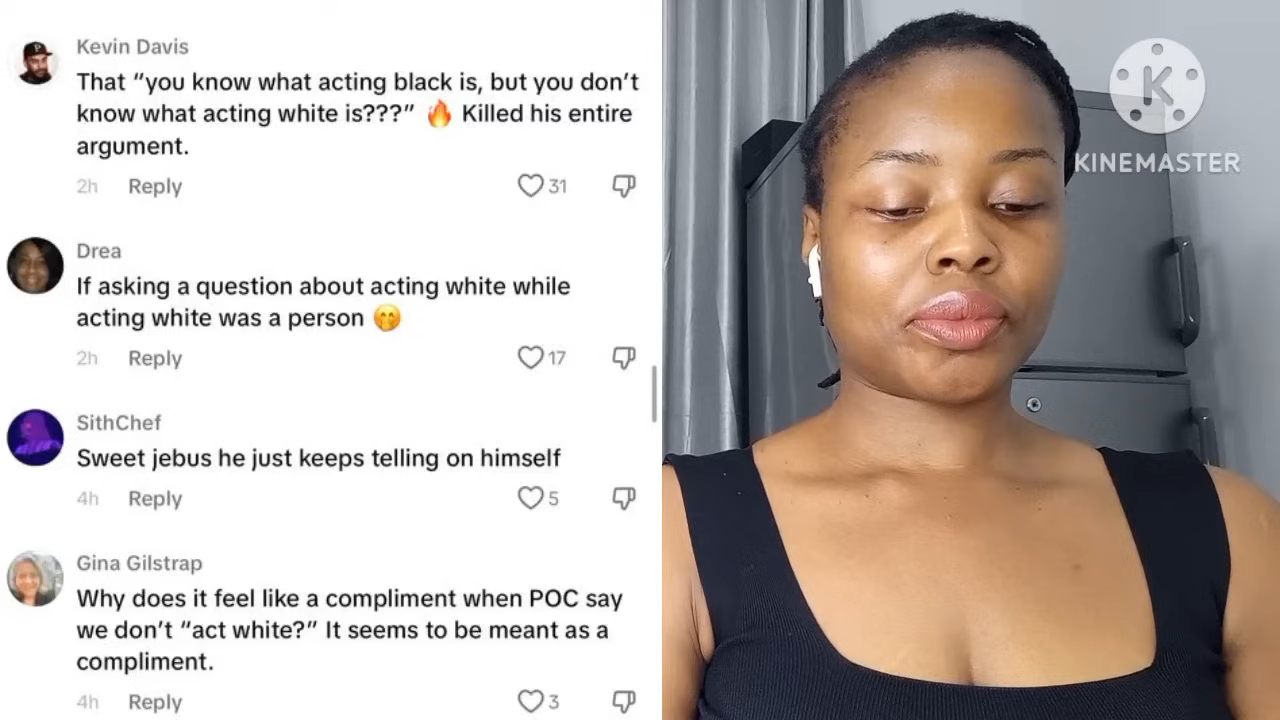 Kevin Davis
That “you know what acting black is, but you don’t
know what acting white is???” 🔥 Killed his entire
argument.
2h Reply 31
Drea
If asking a question about acting white while
acting white was a person 🤭
2h Reply 17
SithChef
Sweet jebus he just keeps telling on himself
4h Reply 5
Gina Gilstrap
Why does it feel like a compliment when POC say
we don’t “act white?” It seems to be meant as a
compliment.
4h Reply 3
K
KINEMASTER